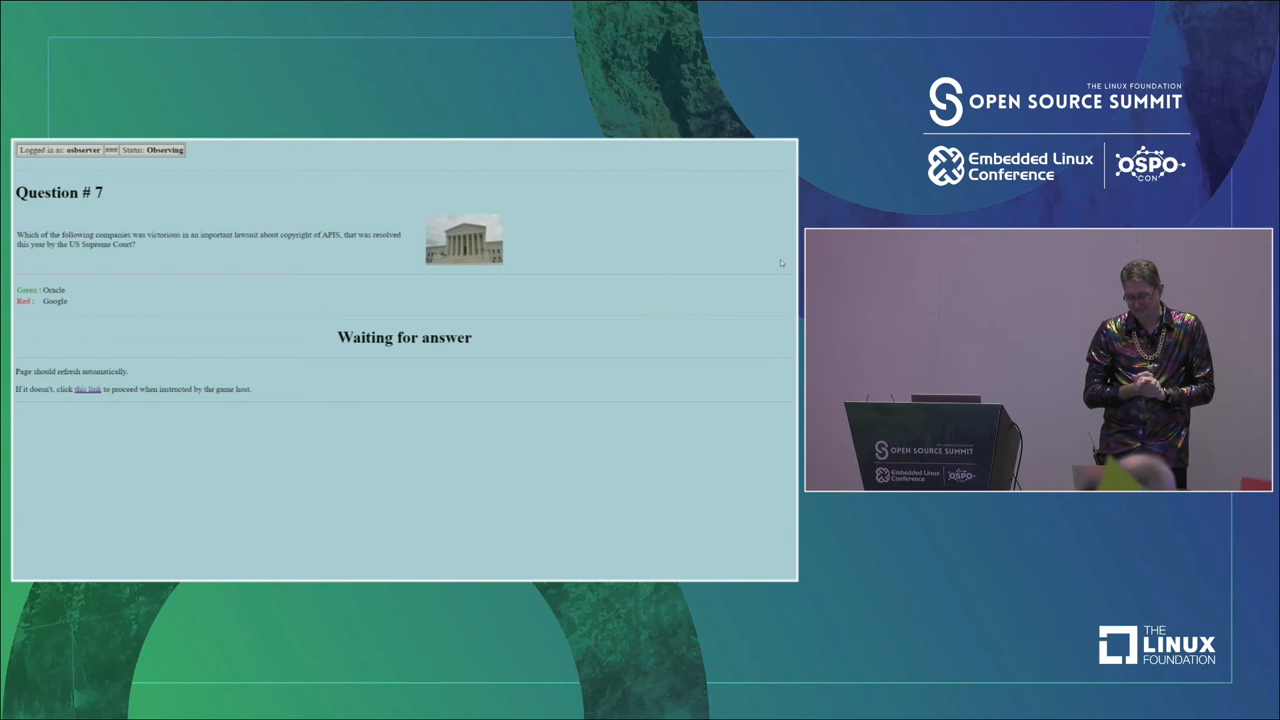 THE LINUX FOUNDATION
OPEN SOURCE SUMMIT
Embedded Linux
Conference
OSPO
CON
Logged in as: osbserver ### Status: Observing
Question # 7
Which of the following companies was victorious in an important lawsuit about copyright of APIS, that was resolved
this year by the US Supreme Court?
Green : Oracle
Red : Google
Waiting for answer
Page should refresh automatically.
If it doesn't, click this link to proceed when instructed by the game host.
OPEN SOURCE SUMMIT
Embedded Linux
Conference
OSPO
CON
THE
LINUX
FOUNDATION